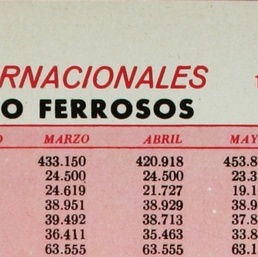 RNACIONALES
O FERROSOS
MARZO ABRIL
433.150 420.918
24.500 24.500
24.619 21.727
38.951 38.929
39.492 38.713
36.411 35.463
63.555 63.555